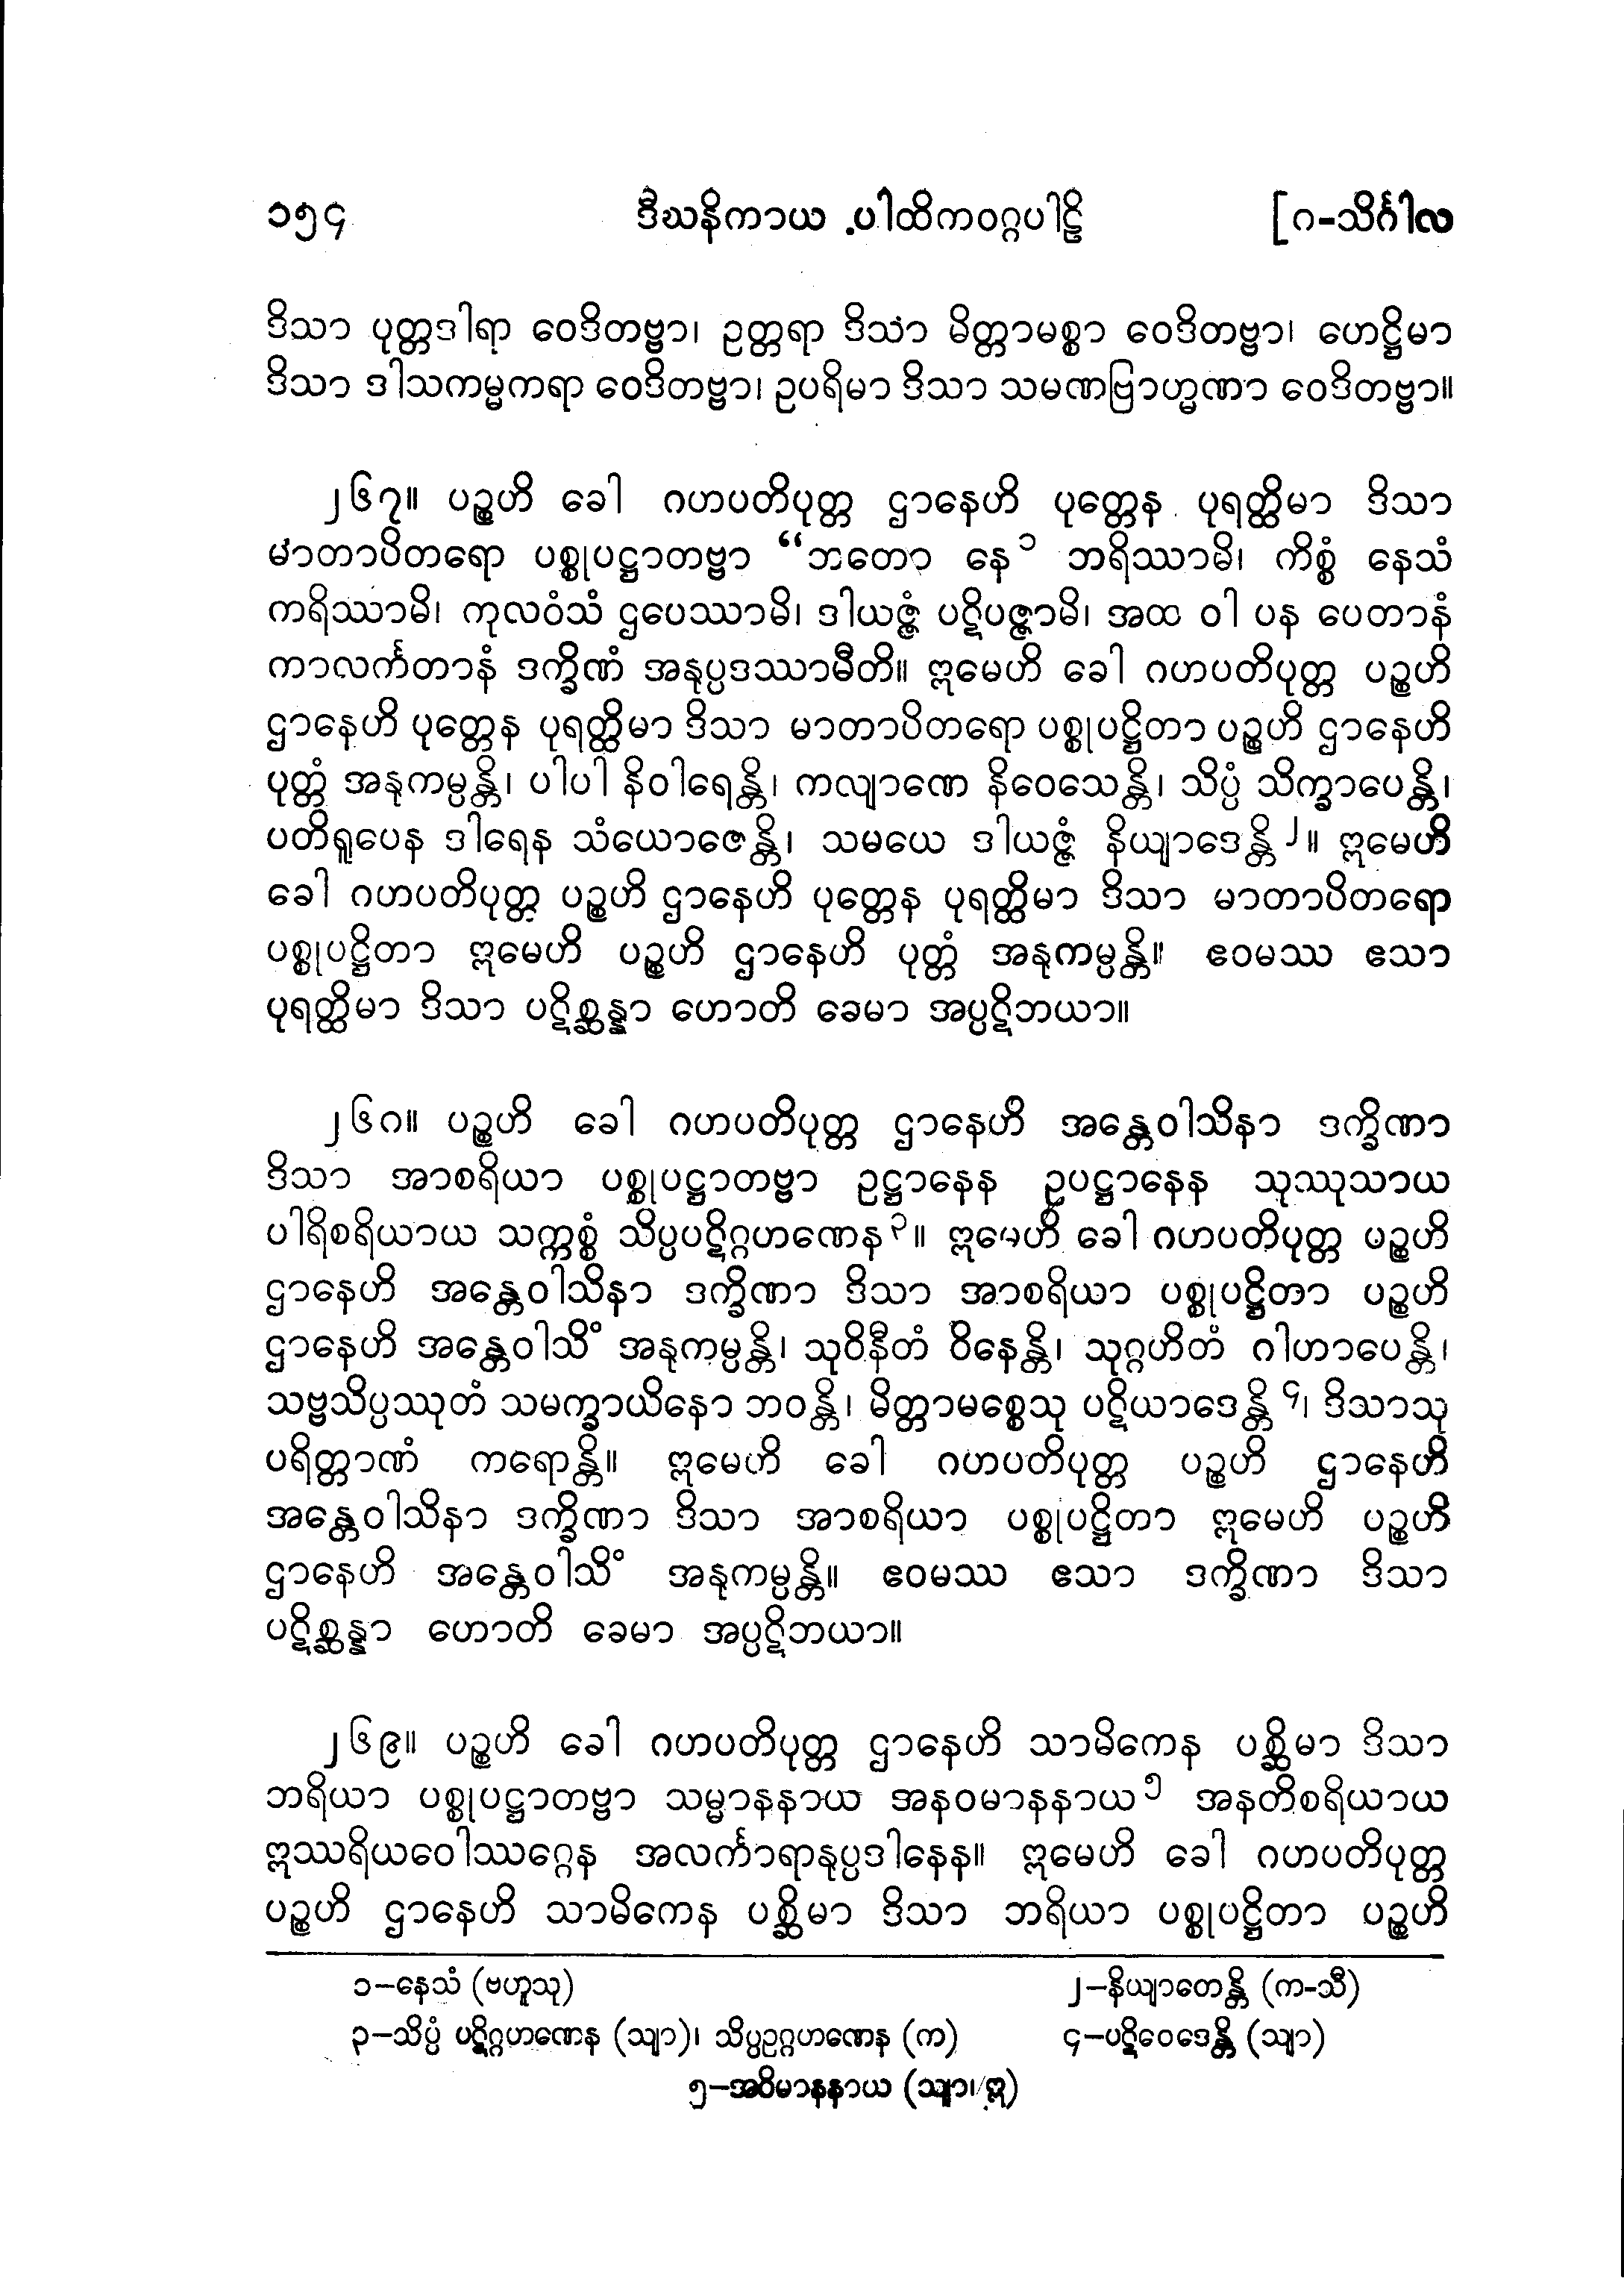 ၁၅၄ ဒီဃနိကာယ ပါထိကဝဂ္ဂပါဠိ [၈-သိင်္ဂါလ
ဒိသာ ပုတ္တဒါရာ ဝေဒိတဗ္ဗာ၊ ဥတ္တရာ ဒိသာ မိတ္တာမစ္စာ ဝေဒိတဗ္ဗာ၊ ဟေဋ္ဌိမာ
ဒိသာ ဒါသကမ္မကရာ ဝေဒိတဗ္ဗာ၊ ဥပရိမာ ဒိသာ သမဏဗြာဟ္မဏာ ဝေဒိတဗ္ဗာ။
၂၆၇။ ပဉ္စဟိ ခေါ ဂဟပတိပုတ္တ ဌာနေဟိ ပုတ္တေန ပုရတ္ထိမာ ဒိသာ
မာတာပိတရော ပစ္စုပဋ္ဌာတဗ္ဗာ “ဘတော နေ ၁ ဘရိဿာမိ၊ ကိစ္စံ နေသံ
ကရိဿာမိ၊ ကုလဝံသံ ဌပေဿာမိ၊ ဒါယဇ္ဇံ ပဋိပဇ္ဇာမိ၊ အထ ဝါ ပန ပေတာနံ
ကာလင်္ကတာနံ ဒက္ခိဏံ အနုပ္ပဒဿာမီတိ။ ဣမေဟိ ခေါ ဂဟပတိပုတ္တ ပဉ္စဟိ
ဌာနေဟိ ပုတ္တေန ပုရတ္ထိမာ ဒိသာ မာတာပိတရော ပစ္စုပဋ္ဌိတာ ပဉ္စဟိ ဌာနေဟိ
ပုတ္တံ အနုကမ္ပန္တိ၊ ပါပါ နိဝါရေန္တိ၊ ကလျာဏေ နိဝေသေန္တိ၊ သိပ္ပံ သိက္ခာပေန္တိ၊
ပတိရူပေန ဒါရေန သံယောဇေန္တိ၊ သမယေ ဒါယဇ္ဇံ နိယျာဒေန္တိ ၂။ ဣမေဟိ
ခေါ ဂဟပတိပုတ္တ ပဉ္စဟိ ဌာနေဟိ ပုတ္တေန ပုရတ္ထိမာ ဒိသာ မာတာပိတရော
ပစ္စုပဋ္ဌိတာ ဣမေဟိ ပဉ္စဟိ ဌာနေဟိ ပုတ္တံ အနုကမ္ပန္တိ။ ဧဝမဿ ဧသာ
ပုရတ္ထိမာ ဒိသာ ပဋိစ္ဆန္နာ ဟောတိ ခေမာ အပ္ပဋိဘယာ။
၂၆၈။ ပဉ္စဟိ ခေါ ဂဟပတိပုတ္တ ဌာနေဟိ အန္တေဝါသိနာ ဒက္ခိဏာ
ဒိသာ အာစရိယာ ပစ္စုပဋ္ဌာတဗ္ဗာ ဥဋ္ဌာနေန ဥပဋ္ဌာနေန သုဿုသာယ
ပါရိစရိယာယ သက္ကစ္စံ သိပ္ပပဋိဂ္ဂဟဏေန ၃။ ဣမေဟိ ခေါ ဂဟပတိပုတ္တ ပဉ္စဟိ
ဌာနေဟိ အန္တေဝါသိနာ ဒက္ခိဏာ ဒိသာ အာစရိယာ ပစ္စုပဋ္ဌိတာ ပဉ္စဟိ
ဌာနေဟိ အန္တေဝါသိံ အနုကမ္ပန္တိ၊ သုဝိနီတံ ဝိနေန္တိ၊ သုဂ္ဂဟိတံ ဂါဟာပေန္တိ၊
သဗ္ဗသိပ္ပဿုတံ သမက္ခာယိနော ဘဝန္တိ၊ မိတ္တာမစ္စေသု ပဋိယာဒေန္တိ ၄၊ ဒိသာသု
ပရိတ္တာဏံ ကရောန္တိ။ ဣမေဟိ ခေါ ဂဟပတိပုတ္တ ပဉ္စဟိ ဌာနေဟိ
အန္တေဝါသိနာ ဒက္ခိဏာ ဒိသာ အာစရိယာ ပစ္စုပဋ္ဌိတာ ဣမေဟိ ပဉ္စဟိ
ဌာနေဟိ အန္တေဝါသိံ အနုကမ္ပန္တိ။ ဧဝမဿ ဧသာ ဒက္ခိဏာ ဒိသာ
ပဋိစ္ဆန္နာ ဟောတိ ခေမာ အပ္ပဋိဘယာ။
၂၆၉။ ပဉ္စဟိ ခေါ ဂဟပတိပုတ္တ ဌာနေဟိ သာမိကေန ပစ္ဆိမာ ဒိသာ
ဘရိယာ ပစ္စုပဋ္ဌာတဗ္ဗာ သမ္မာနနာယ အနဝမာနနာယ ၅ အနတိစရိယာယ
ဣဿရိယဝေါဿဂ္ဂေန အလင်္ကာရာနုပ္ပဒါနေန။ ဣမေဟိ ခေါ ဂဟပတိပုတ္တ
ပဉ္စဟိ ဌာနေဟိ သာမိကေန ပစ္ဆိမာ ဒိသာ ဘရိယာ ပစ္စုပဋ္ဌိတာ ပဉ္စဟိ
၁–နေသံ (ဗဟူသု) ၂–နိယျာတေန္တိ (က-သီ)
၃–သိပ္ပံ ပဋိဂ္ဂဟဏေန (သျာ)၊ သိပ္ပဥဂ္ဂဟဏေန (က) ၄–ပဋိဝေဒေန္တိ (သျာ)
၅–အဝိမာနနာယ (သျာ၊ ဣ)